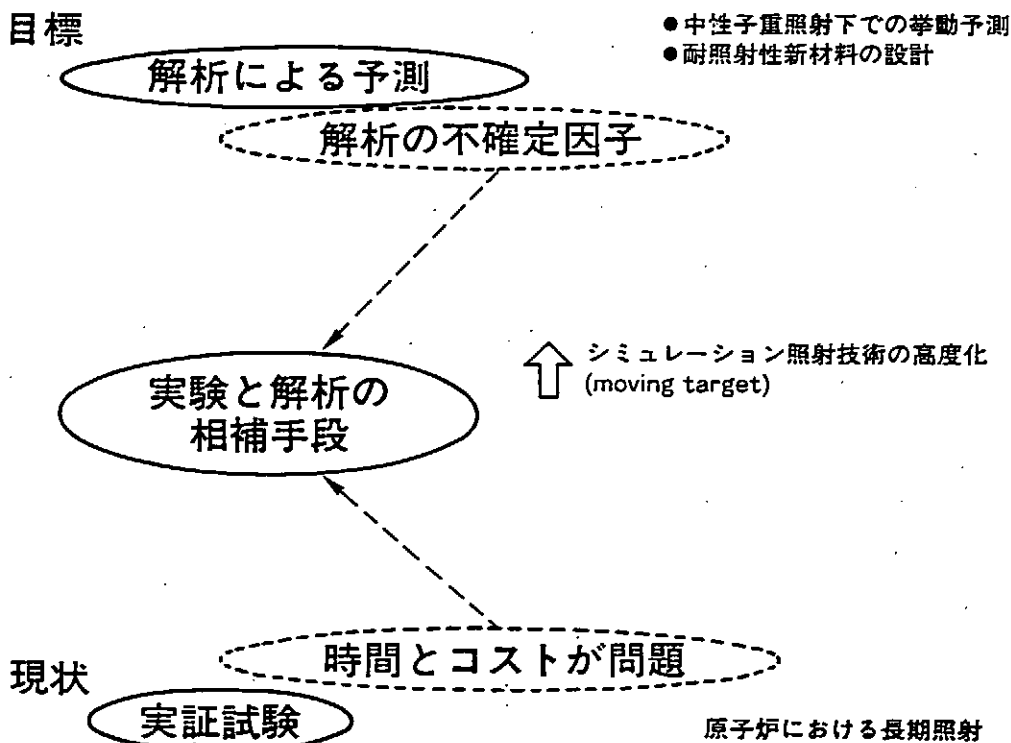 目標
●中性子重照射下での挙動予測
●耐照射性新材料の設計
解析による予測
解析の不確定因子
実験と解析の
相補手段
シミュレーション照射技術の高度化
(moving target)
時間とコストが問題
現状
実証試験
原子炉における長期照射